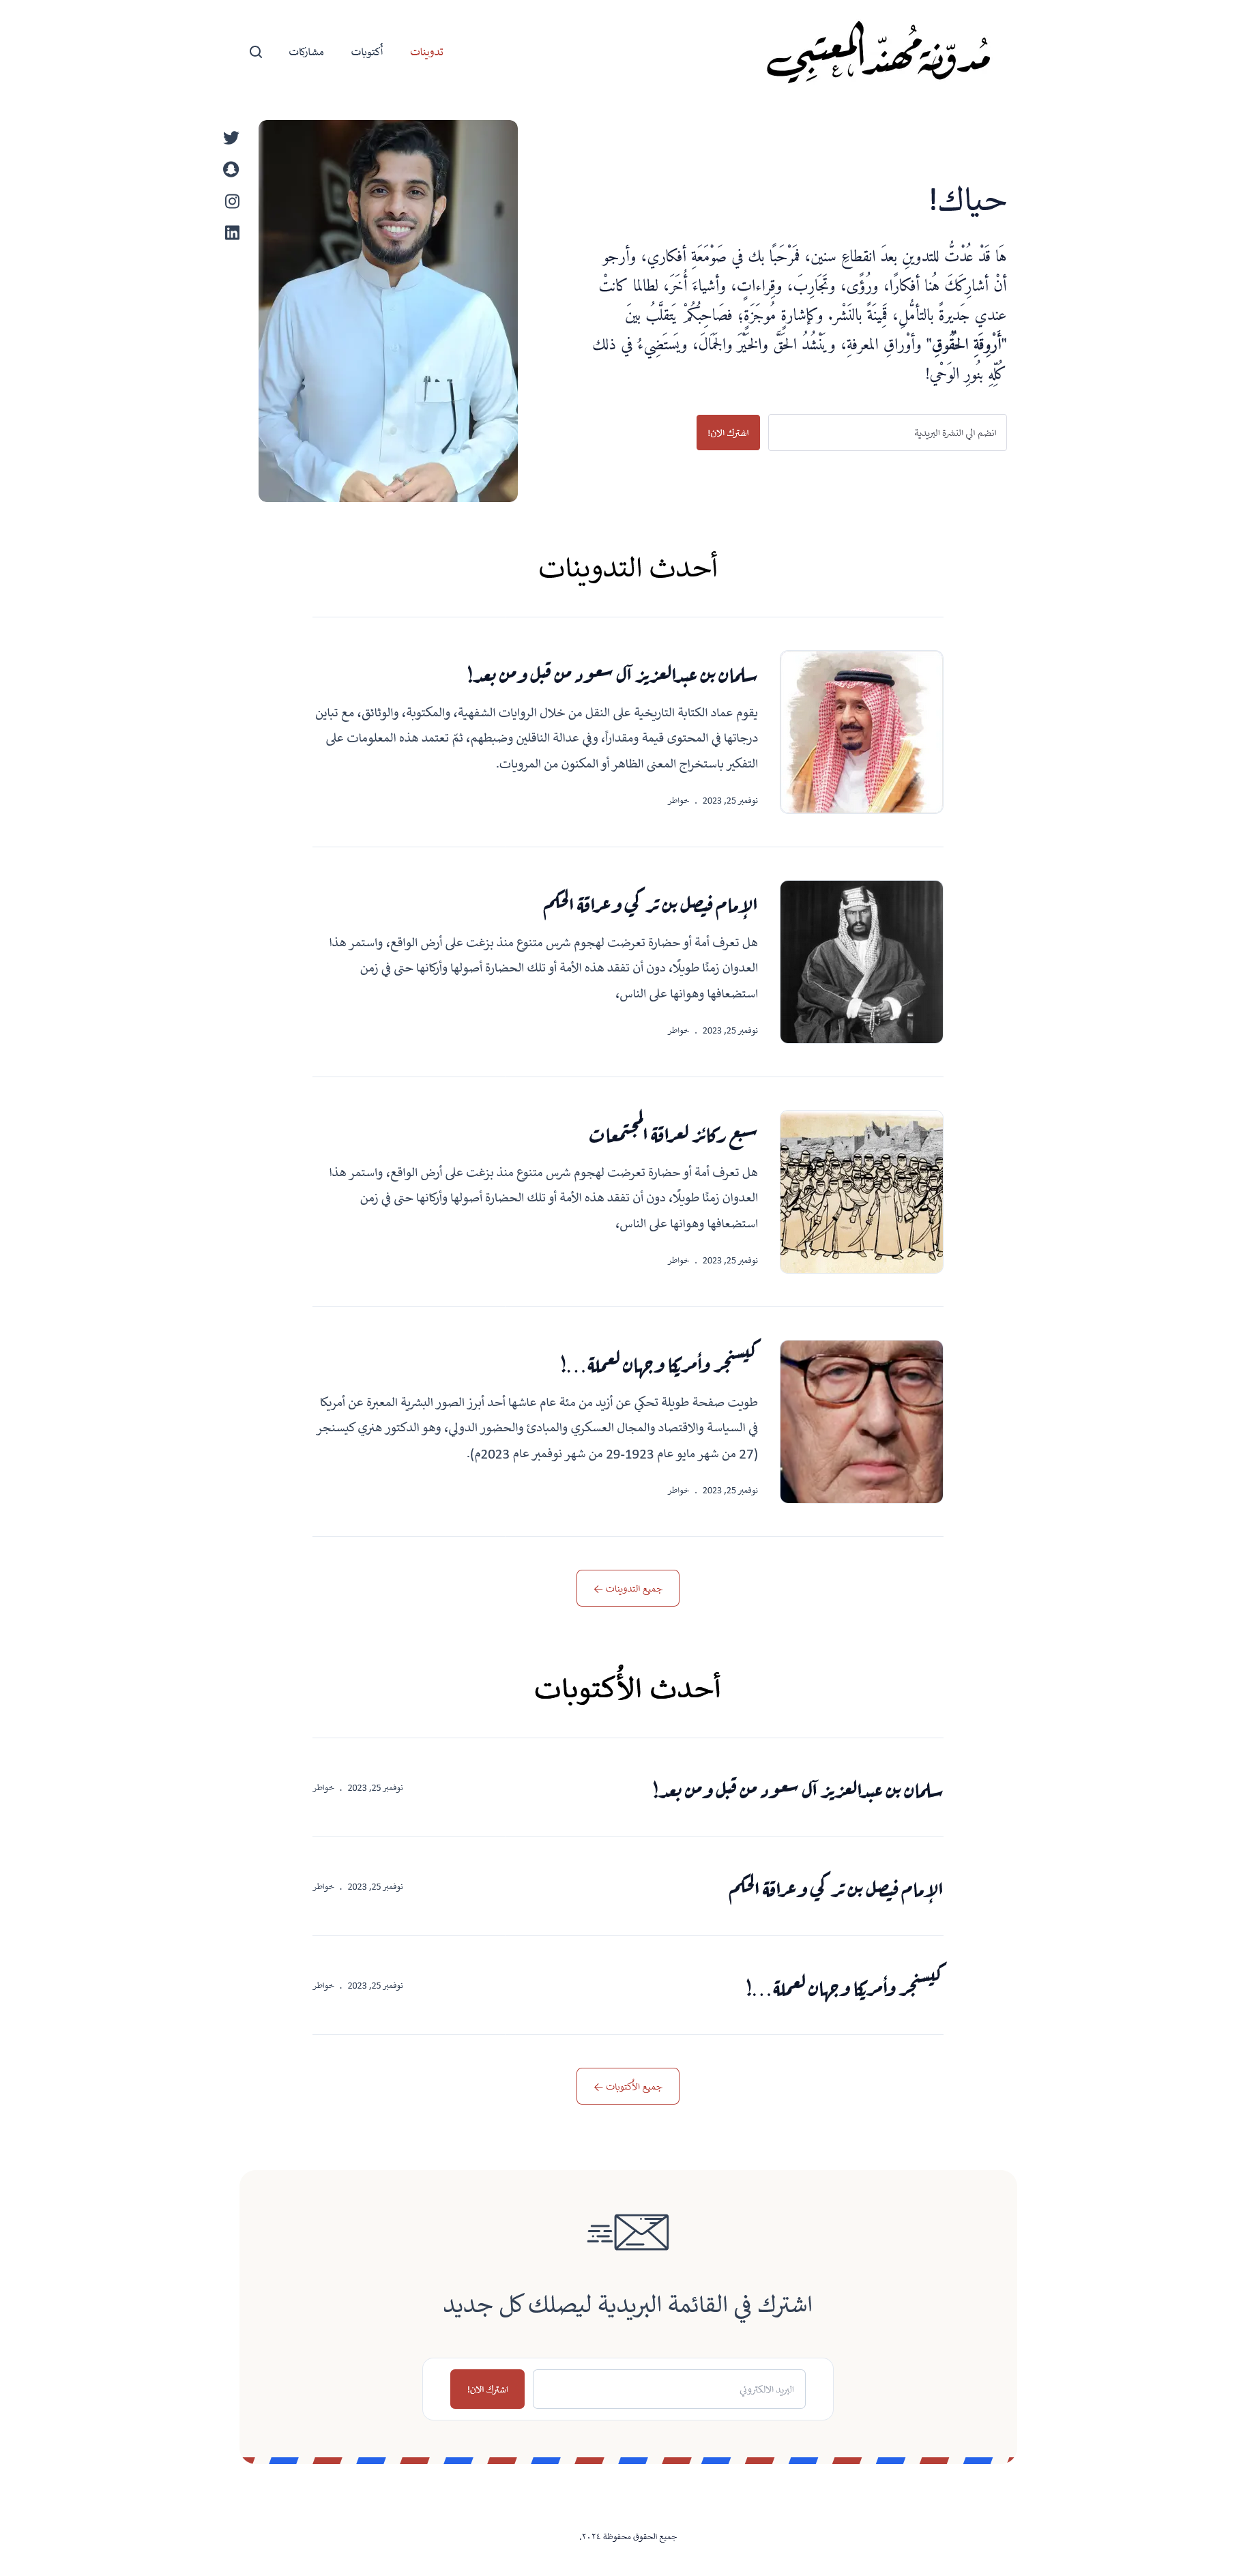 مدوّنة مُهنّد المعتبِي
تدوينات
أُكتوبات
مشاركات
حياك!
هَا قَدْ عُدْتُّ للتدوينِ بعدَ انقطاعِ سنين، فمَرْحَبًا بك في صَوْمَعَةِ أفكاري، وأرجو
أنْ أشارِكَكَ هُنا أفكارًا، ورُؤًى، وتَجَارِبَ، وقِراءاتٍ، وأشياءَ أُخَرَ، لطالما كانتْ
عندي جَديرةً بالتأمُّلِ، قَمِينَةً بالنَشْر. وكإشارةٍ مُوجَزَةٍ؛ فصَاحِبُكُمْ يَتقلَّبُ بينَ
"أَرْوِقَةِ الحُقُوقِ" وأوْراقِ المعرفةِ، ويَنْشُدُ الحَقَّ والخَيْرَ والجَمَالَ، ويَستَضِيءُ في ذلك
كُلِّهِ بنُورِ الوَحْي!
انضم الي النشرة البريدية
اشترك الان!
أحدث التدوينات
سلمان بن عبدالعزيز آل سعود من قبل ومن بعد!
يقوم عماد الكتابة التاريخية على النقل من خلال الروايات الشفهية، والمكتوبة، والوثائق، مع تباين
درجاتها في المحتوى قيمة ومقداراً، وفي عدالة الناقلين وضبطهم، ثمّ تعتمد هذه المعلومات على
التفكير باستخراج المعنى الظاهر أو المكنون من المرويات.
نوفمبر 25, 2023 . خواطر
الإمام فيصل بن تركي وعراقة الحكم
هل تعرف أمة أو حضارة تعرضت لهجوم شرس متنوع منذ بزغت على أرض الواقع، واستمر هذا
العدوان زمنًا طويلًا، دون أن تفقد هذه الأمة أو تلك الحضارة أصولها وأركانها حتى في زمن
استضعافها وهوانها على الناس،
نوفمبر 25, 2023 . خواطر
سبع ركائز لعراقة المجتمعات
هل تعرف أمة أو حضارة تعرضت لهجوم شرس متنوع منذ بزغت على أرض الواقع، واستمر هذا
العدوان زمنًا طويلًا، دون أن تفقد هذه الأمة أو تلك الحضارة أصولها وأركانها حتى في زمن
استضعافها وهوانها على الناس،
نوفمبر 25, 2023 . خواطر
كيسنجر وأمريكا وجهان لعملة...!
طويت صفحة طويلة تحكي عن أزيد من مئة عام عاشها أحد أبرز الصور البشرية المعبرة عن أمريكا
في السياسة والاقتصاد والمجال العسكري والمبادئ والحضور الدولي، وهو الدكتور هنري كيسنجر
(27 من شهر مايو عام 1923-29 من شهر نوفمبر عام 2023م).
نوفمبر 25, 2023 . خواطر
جميع التدوينات ←
أحدث الأُكتوبات
سلمان بن عبدالعزيز آل سعود من قبل ومن بعد!
نوفمبر 25, 2023 . خواطر
الإمام فيصل بن تركي وعراقة الحكم
نوفمبر 25, 2023 . خواطر
كيسنجر وأمريكا وجهان لعملة...!
نوفمبر 25, 2023 . خواطر
جميع الأُكتوبات ←
اشترك في القائمة البريدية ليصلك كل جديد
البريد الالكتروني
اشترك الان!
جميع الحقوق محفوظة ٢٠٢٤.